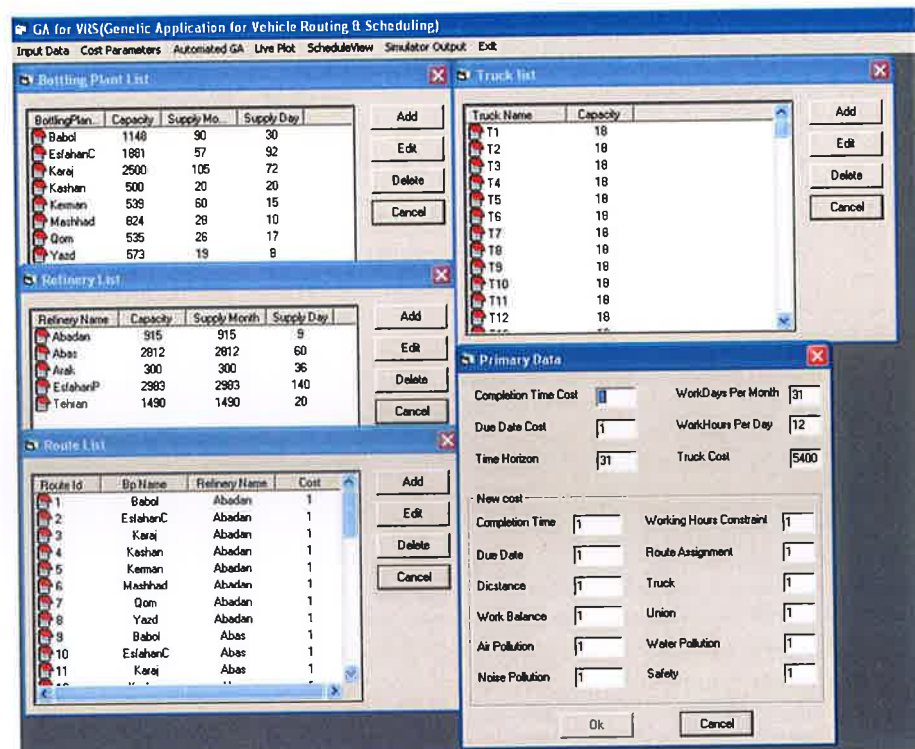 GA for VRS(Genetic Application for Vehicle Routing & Scheduling)
Input Data Cost Parameters Automated GA Live Plot ScheduleView Simulator Output Exit
Bottling Plant List
BottlingPlan... Capacity Supply Mo... Supply Day
Babol 1148 90 30
EsfahanC 1881 57 92
Karaj 2500 105 72
Kashan 500 20 20
Kerman 539 60 15
Mashhad 824 28 10
Qom 535 26 17
Yazd 573 19 8
Add
Edit
Delete
Cancel
Truck list
Truck Name Capacity
T1 18
T2 18
T3 18
T4 18
T5 18
T6 18
T7 18
T8 18
T9 18
T10 18
T11 18
T12 18
Add
Edit
Delete
Cancel
Refinery List
Refinery Name Capacity Supply Month Supply Day
Abadan 915 915 9
Abas 2812 2812 60
Arak 300 300 36
EsfahanP 2983 2983 140
Tehran 1490 1490 20
Add
Edit
Delete
Cancel
Route List
Route Id Bp Name Refinery Name Cost
1 Babol Abadan 1
2 EsfahanC Abadan 1
3 Karaj Abadan 1
4 Kashan Abadan 1
5 Kerman Abadan 1
6 Mashhad Abadan 1
7 Qom Abadan 1
8 Yazd Abadan 1
9 Babol Abas 1
10 EsfahanC Abas 1
11 Karaj Abas 1
Add
Edit
Delete
Cancel
Primary Data
Completion Time Cost 1 WorkDays Per Month 31
Due Date Cost 1 WorkHours Per Day 12
Time Horizon 31 Truck Cost 5400
New cost
Completion Time 1 Working Hours Constraint 1
Due Date 1 Route Assignment 1
Dicstance 1 Truck 1
Work Balance 1 Union 1
Air Pollution 1 Water Pollution 1
Noise Pollution 1 Safety 1
Ok Cancel